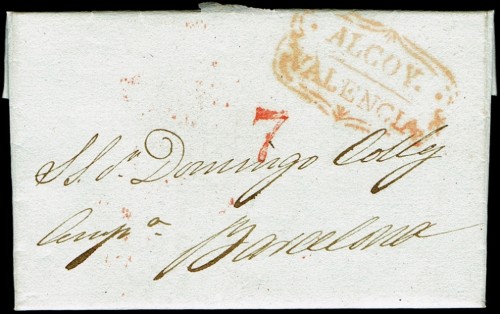 ALCOY.
VALENCIA
7
Domingo Colly
Comp.ª Barcelona